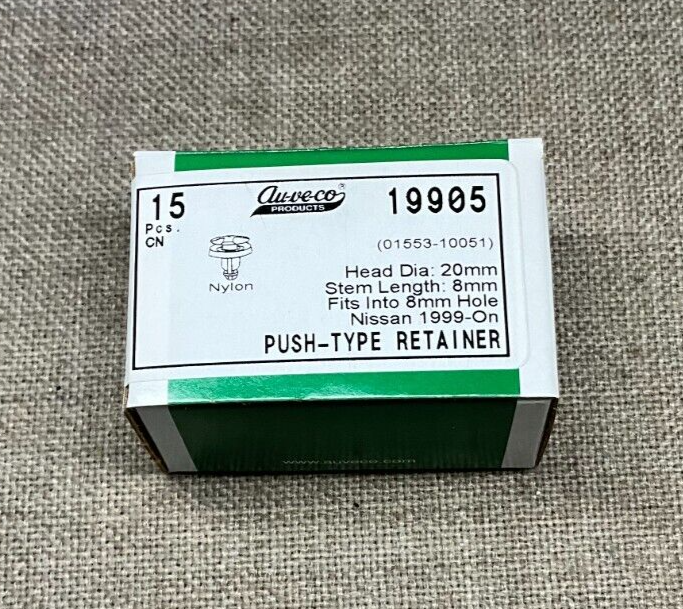 15
Pcs.
CN
Au-ve-co®
PRODUCTS
19905
(01553-10051)
Nylon
Head Dia: 20mm
Stem Length: 8mm
Fits Into 8mm Hole
Nissan 1999-On
PUSH-TYPE RETAINER
www.auveco.com